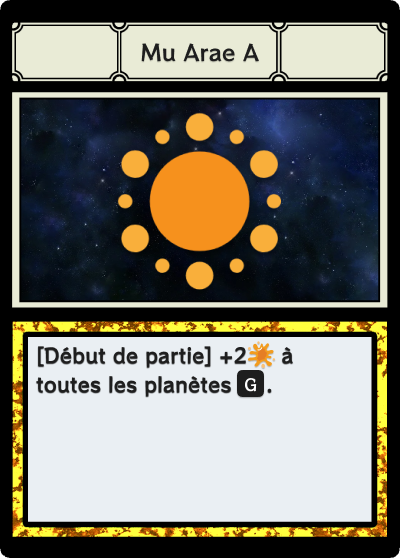 Mu Arae A
[Début de partie] +2 à
toutes les planètes G.